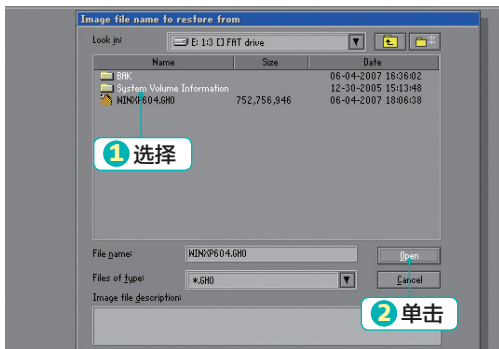 Image file name to restore from
Look in: E: 1:3 [] FAT drive
Name Size Date
BAK 06-04-2007 16:36:02
System Volume Information 12-30-2005 15:13:48
WINXP604.GHO 752,756,946 06-04-2007 18:06:38
1 选择
File name: WINXP604.GHO Open
Files of type: *.GHO Cancel
Image file description:
2 单击